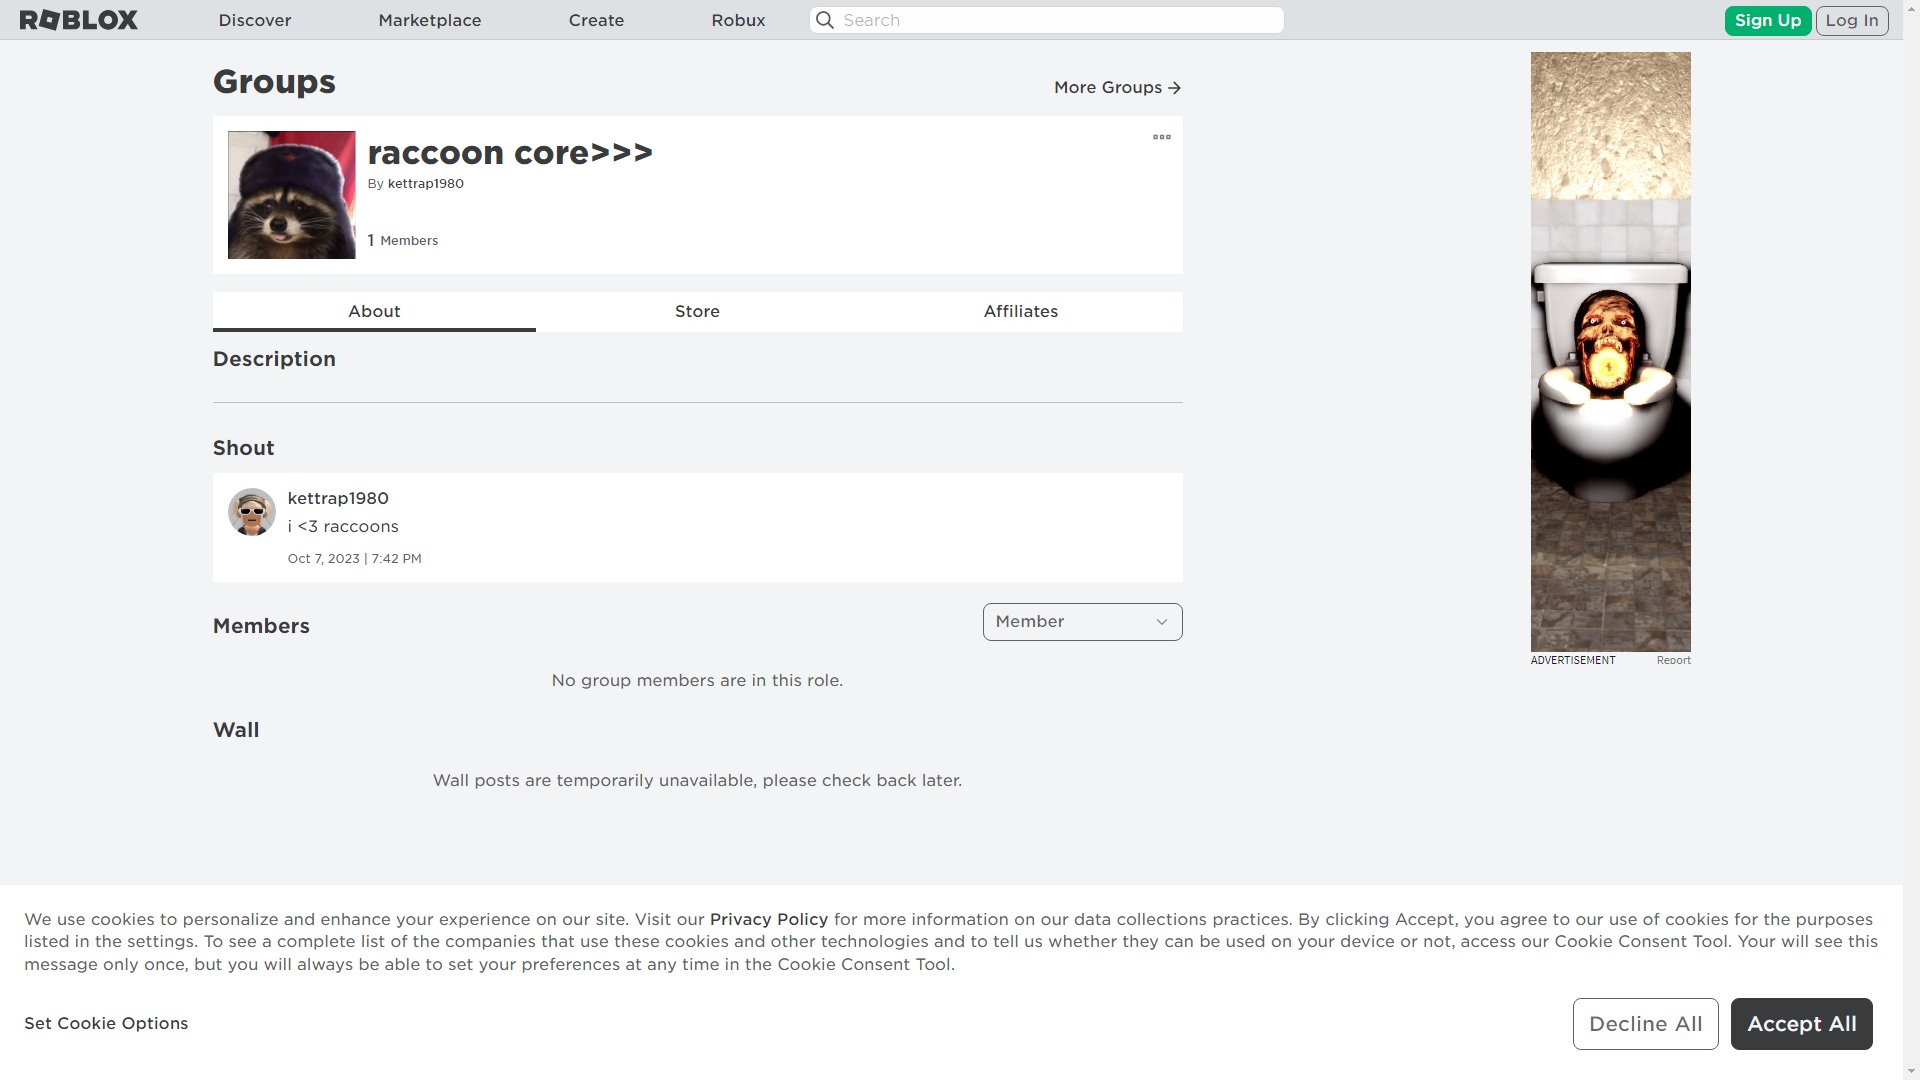 ROBLOX
Discover
Marketplace
Create
Robux
Search
Sign Up
Log In
Groups
More Groups
raccoon core>>>
By kettrap1980
1 Members
About
Store
Affiliates
Description
Shout
kettrap1980
i <3 raccoons
Oct 7, 2023 | 7:42 PM
Members
Member
No group members are in this role.
Wall
Wall posts are temporarily unavailable, please check back later.
ADVERTISEMENT
Report
We use cookies to personalize and enhance your experience on our site. Visit our Privacy Policy for more information on our data collections practices. By clicking Accept, you agree to our use of cookies for the purposes
listed in the settings. To see a complete list of the companies that use these cookies and other technologies and to tell us whether they can be used on your device or not, access our Cookie Consent Tool. Your will see this
message only once, but you will always be able to set your preferences at any time in the Cookie Consent Tool.
Set Cookie Options
Decline All
Accept All